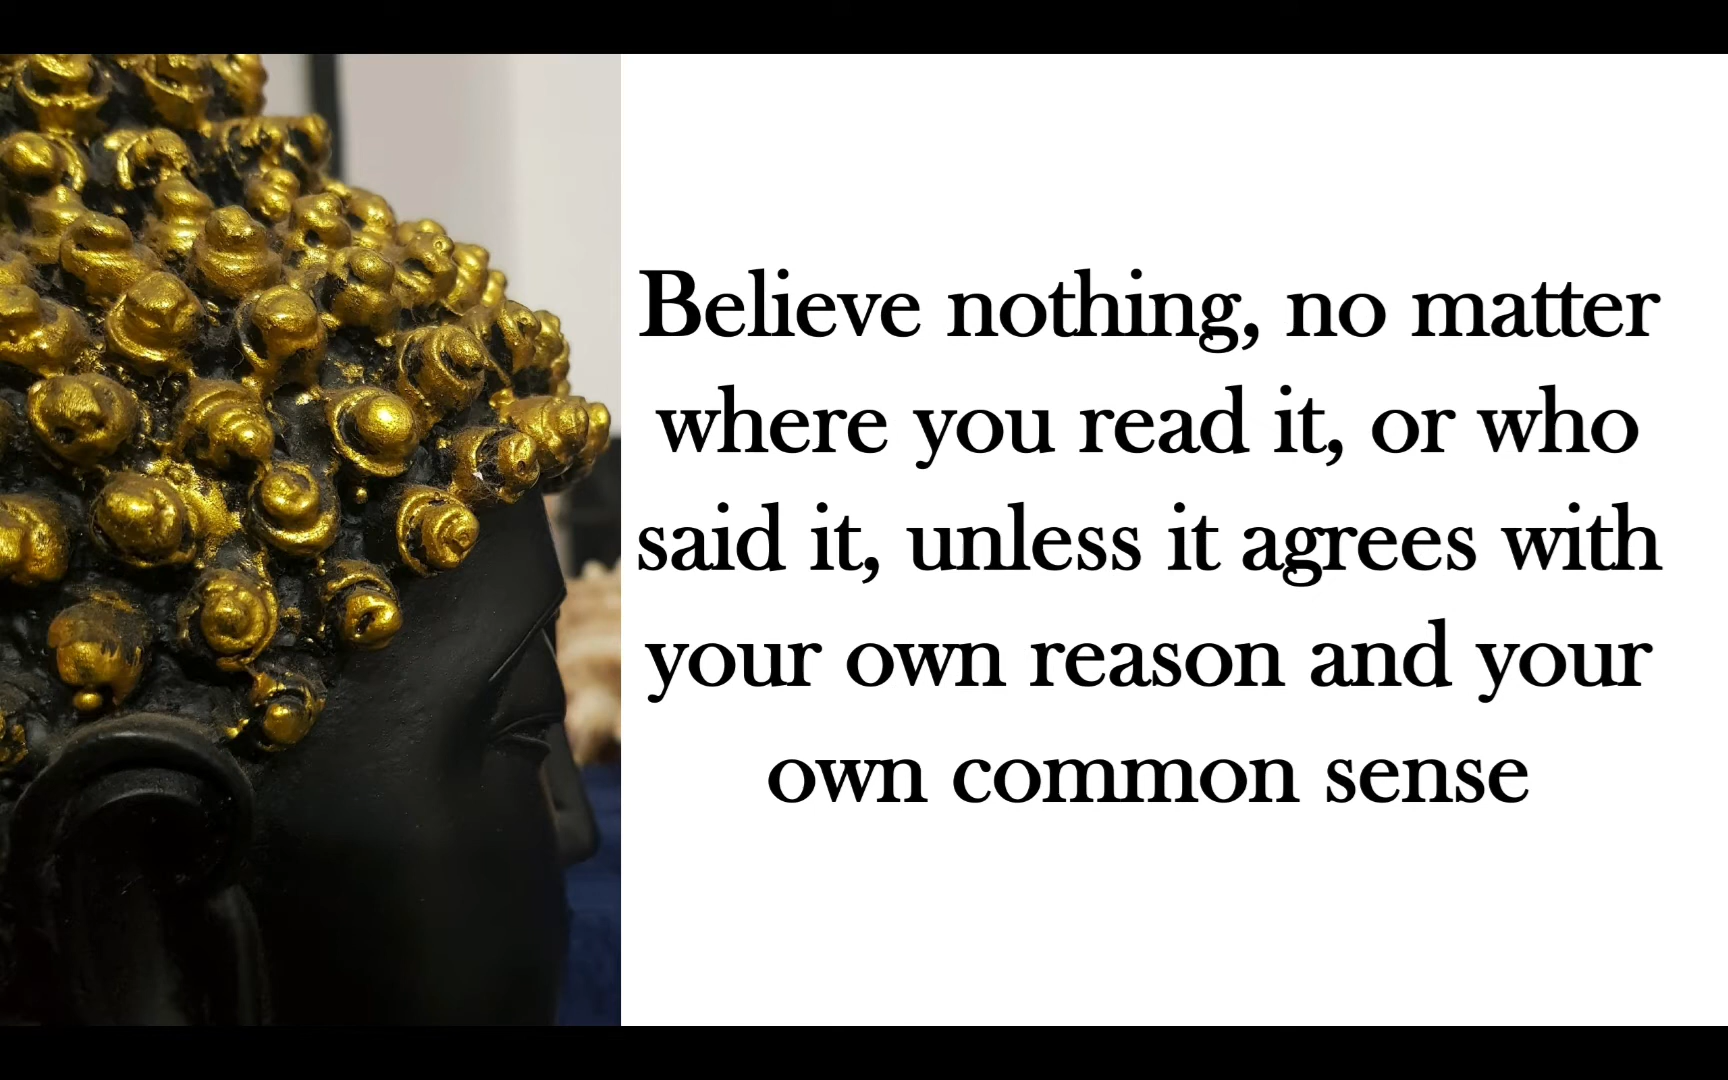 Believe nothing, no matter
where you read it, or who
said it, unless it agrees with
your own reason and your
own common sense